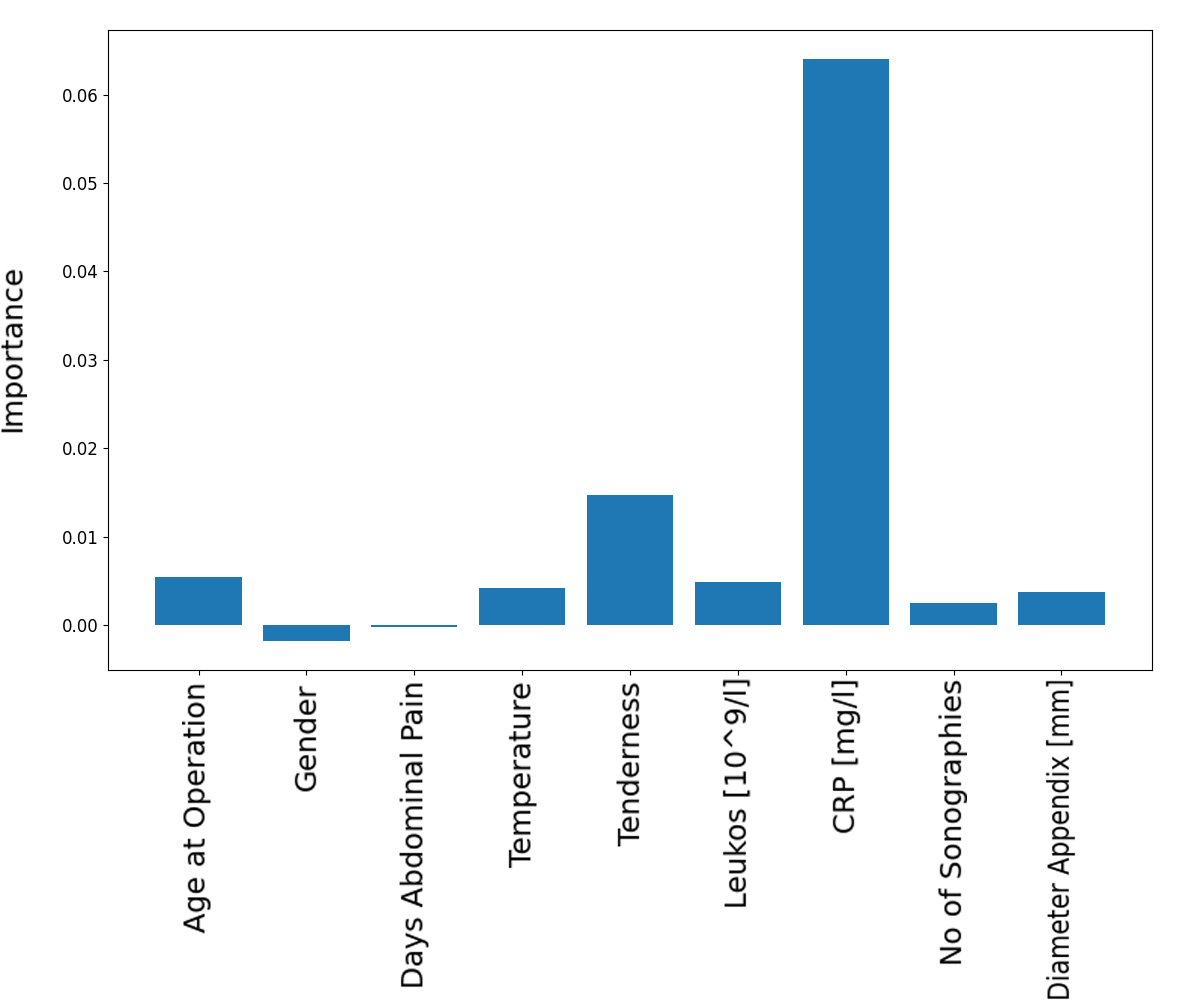 Importance
0.06
0.05
0.04
0.03
0.02
0.01
0.00
Age at Operation
Gender
Days Abdominal Pain
Temperature
Tenderness
Leukos [10^9/l]
CRP [mg/l]
No of Sonographies
Diameter Appendix [mm]